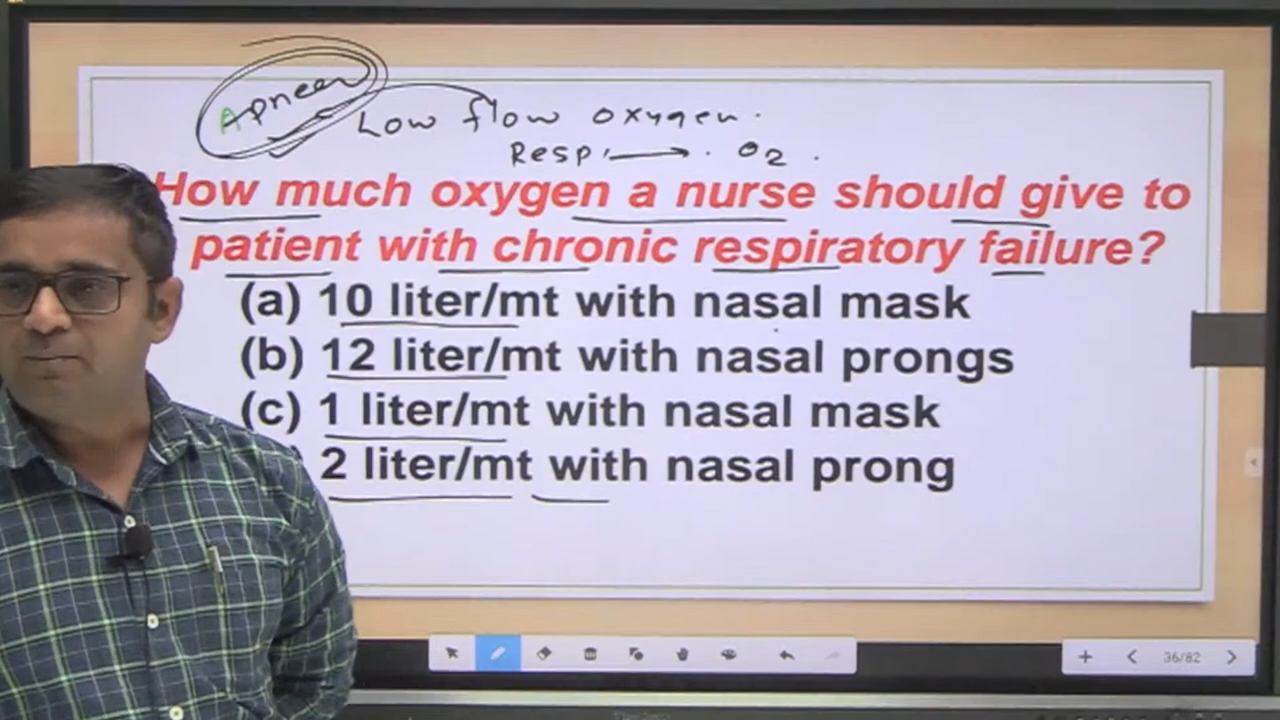 Apneea
Low flow oxygen.
Resp. → O2.
How much oxygen a nurse should give to
patient with chronic respiratory failure?
(a) 10 liter/mt with nasal mask
(b) 12 liter/mt with nasal prongs
(c) 1 liter/mt with nasal mask
2 liter/mt with nasal prong
36/82